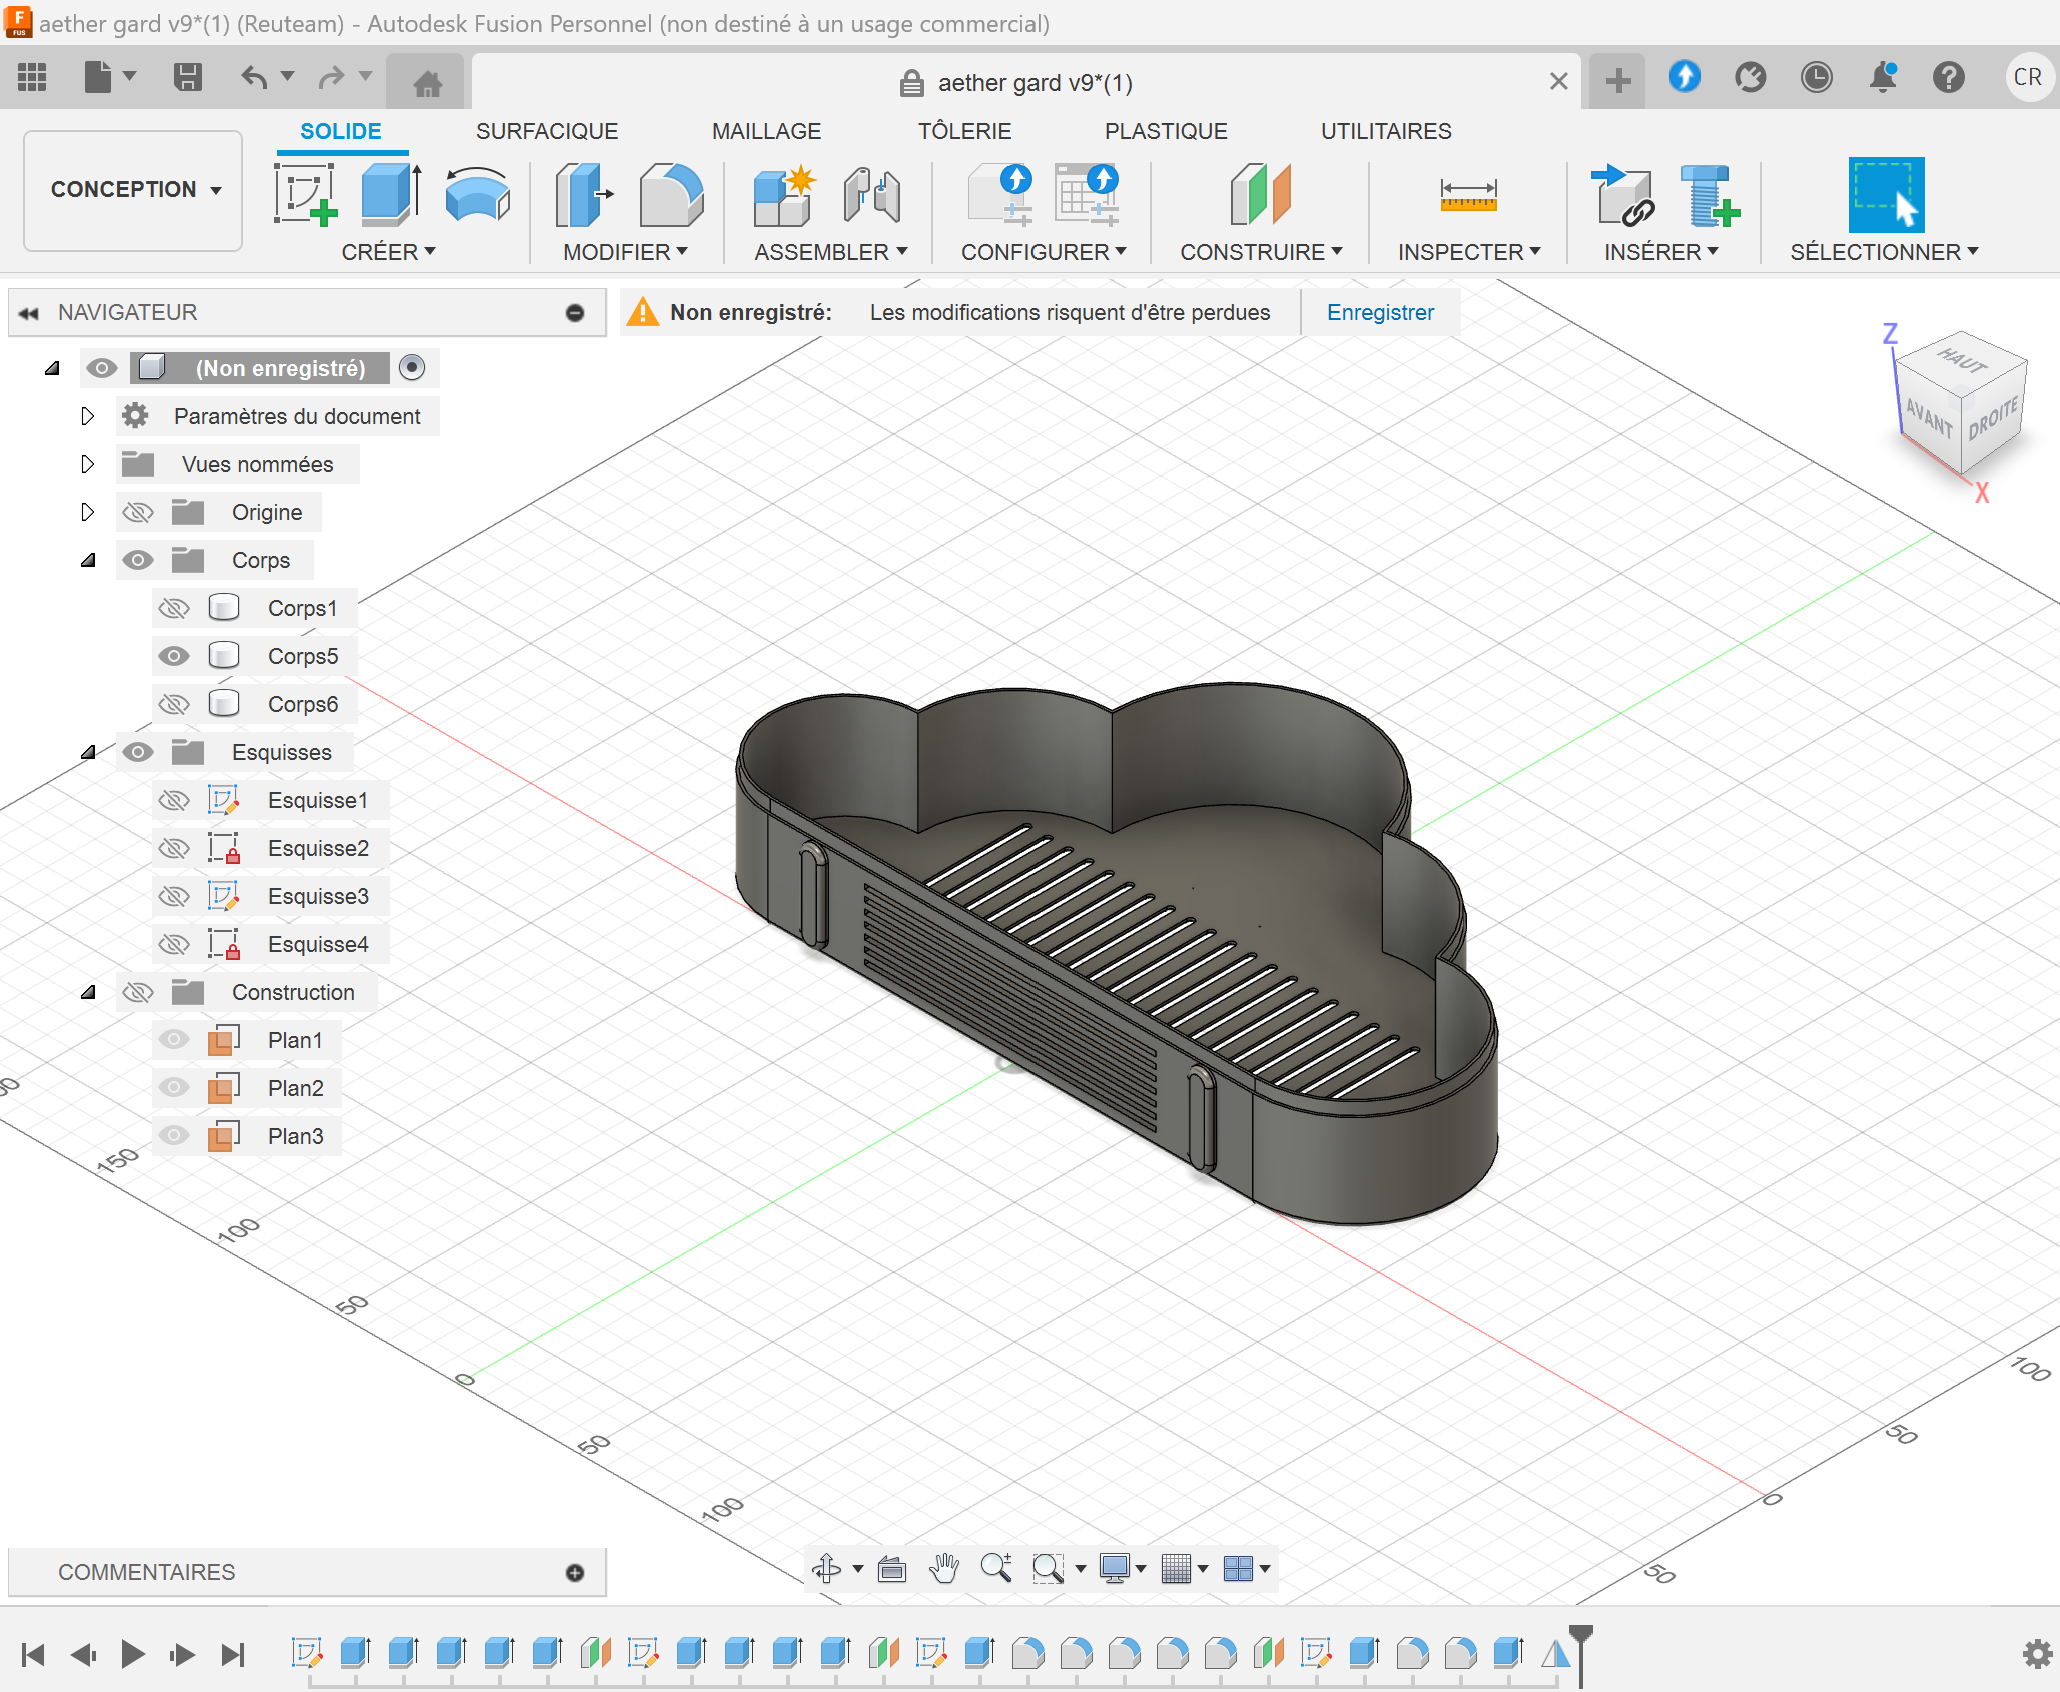 aether gard v9*(1) (Reuteam) - Autodesk Fusion Personnel (non destiné à un usage commercial)
aether gard v9*(1)
CR
CONCEPTION
SOLIDE SURFACIQUE MAILLAGE TÔLERIE PLASTIQUE UTILITAIRES
CRÉER MODIFIER ASSEMBLER CONFIGURER CONSTRUIRE INSPECTER INSÉRER SÉLECTIONNER
NAVIGATEUR
Non enregistré: Les modifications risquent d'être perdues Enregistrer
(Non enregistré)
Paramètres du document
Vues nommées
Origine
Corps
Corps1
Corps5
Corps6
Esquisses
Esquisse1
Esquisse2
Esquisse3
Esquisse4
Construction
Plan1
Plan2
Plan3
Z
HAUT
AVANT
DROITE
X
150
100
50
0
50
100
100
50
0
50
COMMENTAIRES